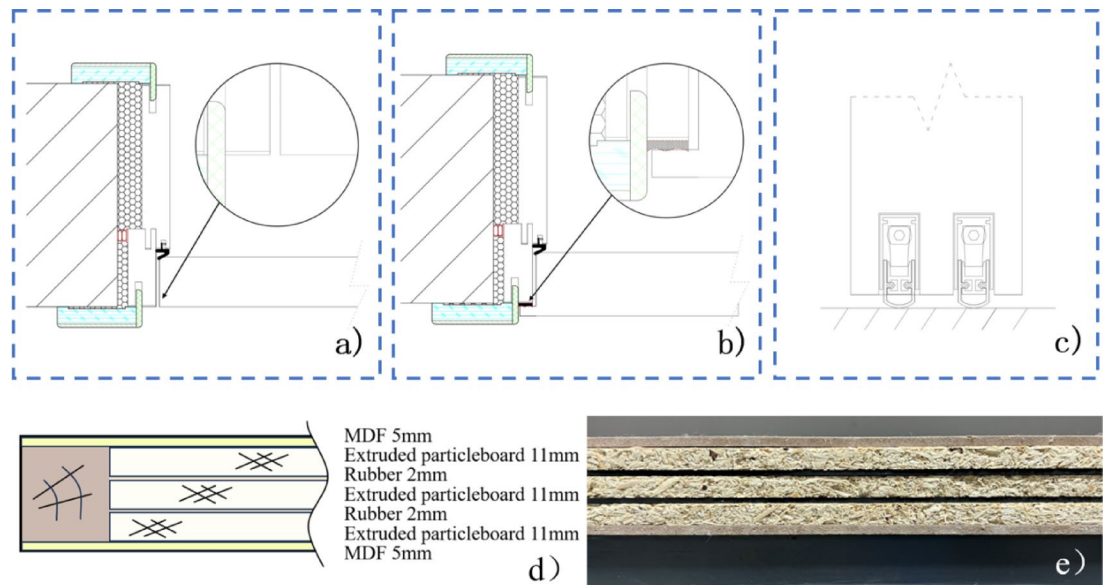 a)
b)
c)
MDF 5mm
Extruded particleboard 11mm
Rubber 2mm
Extruded particleboard 11mm
Rubber 2mm
Extruded particleboard 11mm
MDF 5mm
d）
e）